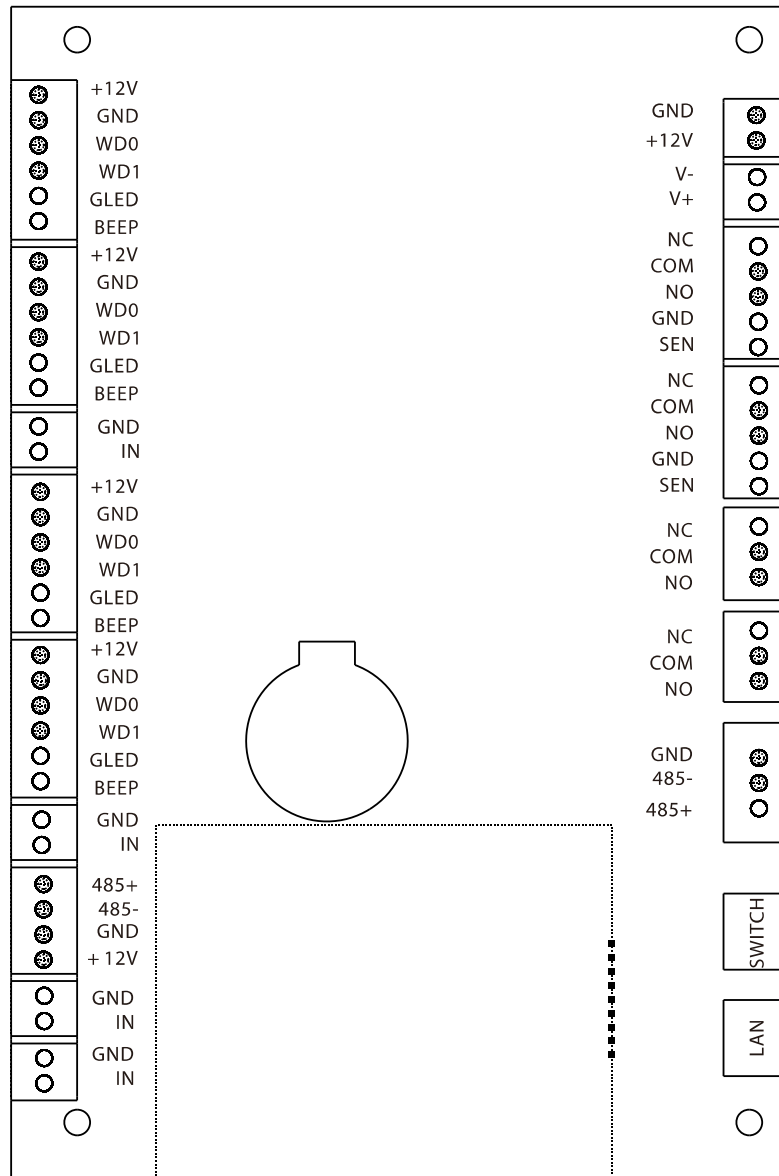 +12V
GND
WD0
WD1
GLED
BEEP
+12V
GND
WD0
WD1
GLED
BEEP
GND
IN
+12V
GND
WD0
WD1
GLED
BEEP
+12V
GND
WD0
WD1
GLED
BEEP
GND
IN
485+
485-
GND
+ 12V
GND
IN
GND
IN
GND
+12V
V-
V+
NC
COM
NO
GND
SEN
NC
COM
NO
GND
SEN
NC
COM
NO
NC
COM
NO
GND
485-
485+
SWITCH
LAN